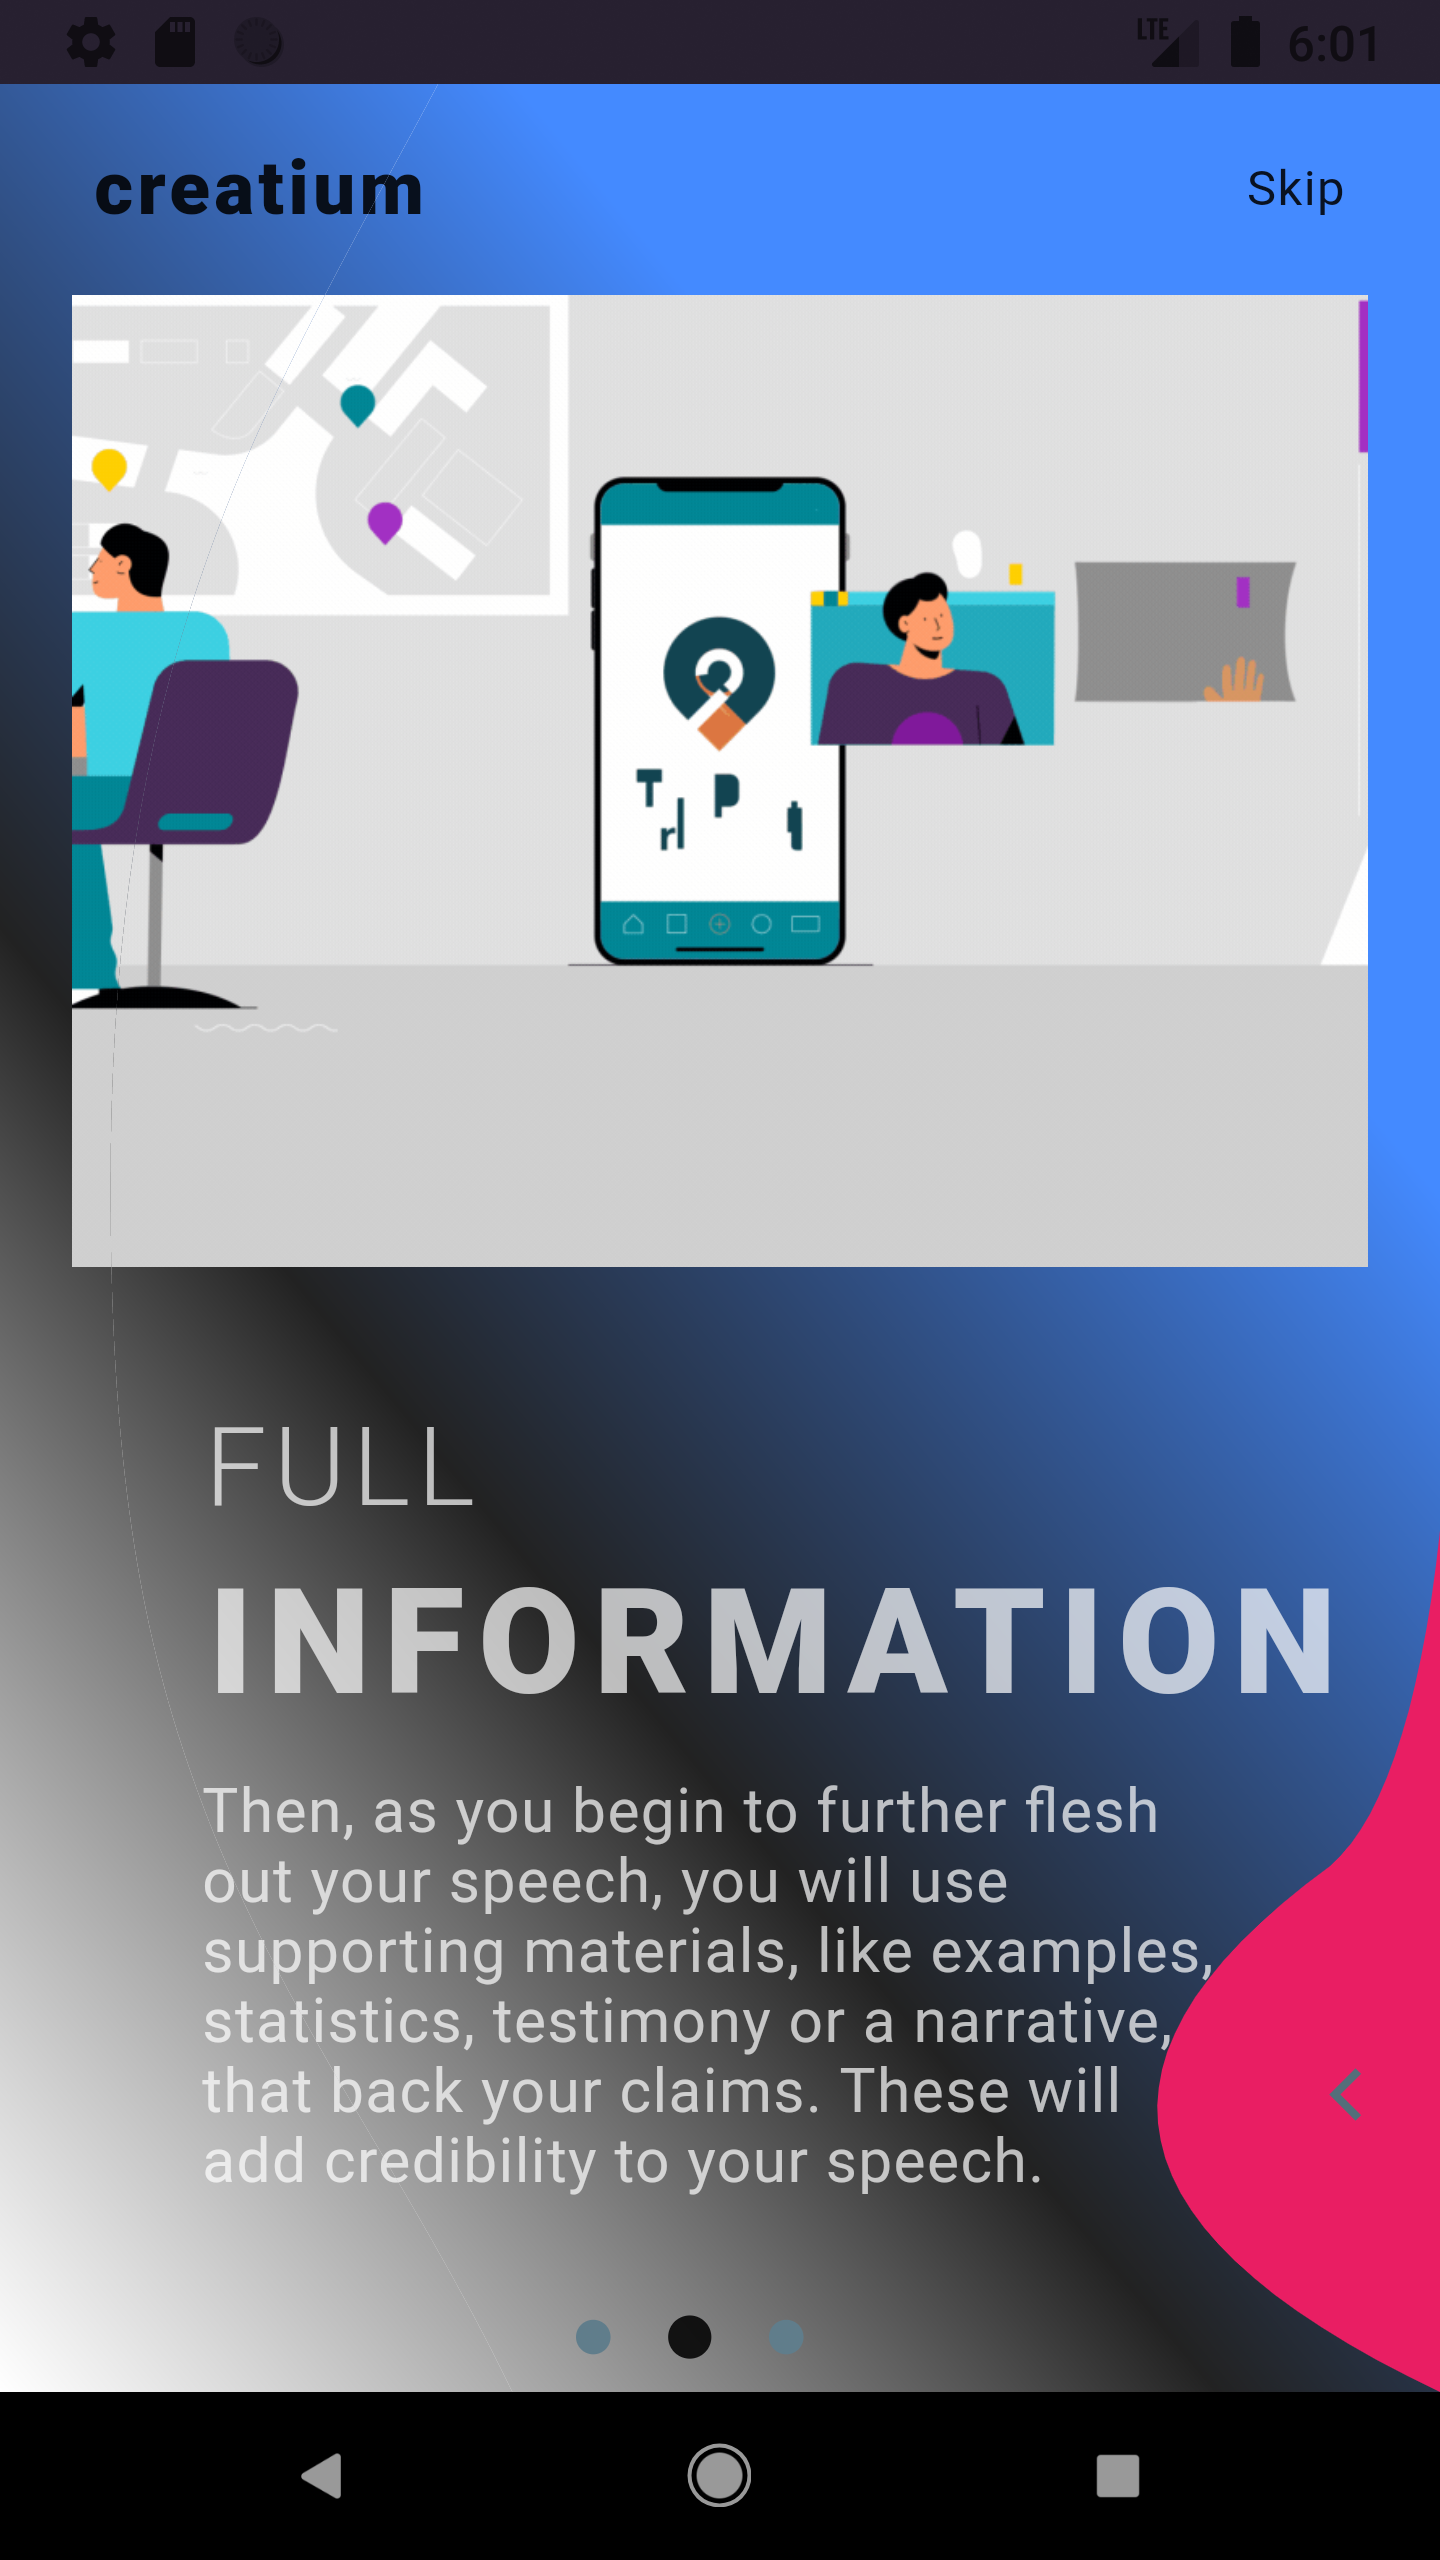 LTE 6:01
creatium
Skip
T r l P t
FULL
INFORMATION
Then, as you begin to further flesh
out your speech, you will use
supporting materials, like examples,
statistics, testimony or a narrative,
that back your claims. These will
add credibility to your speech.